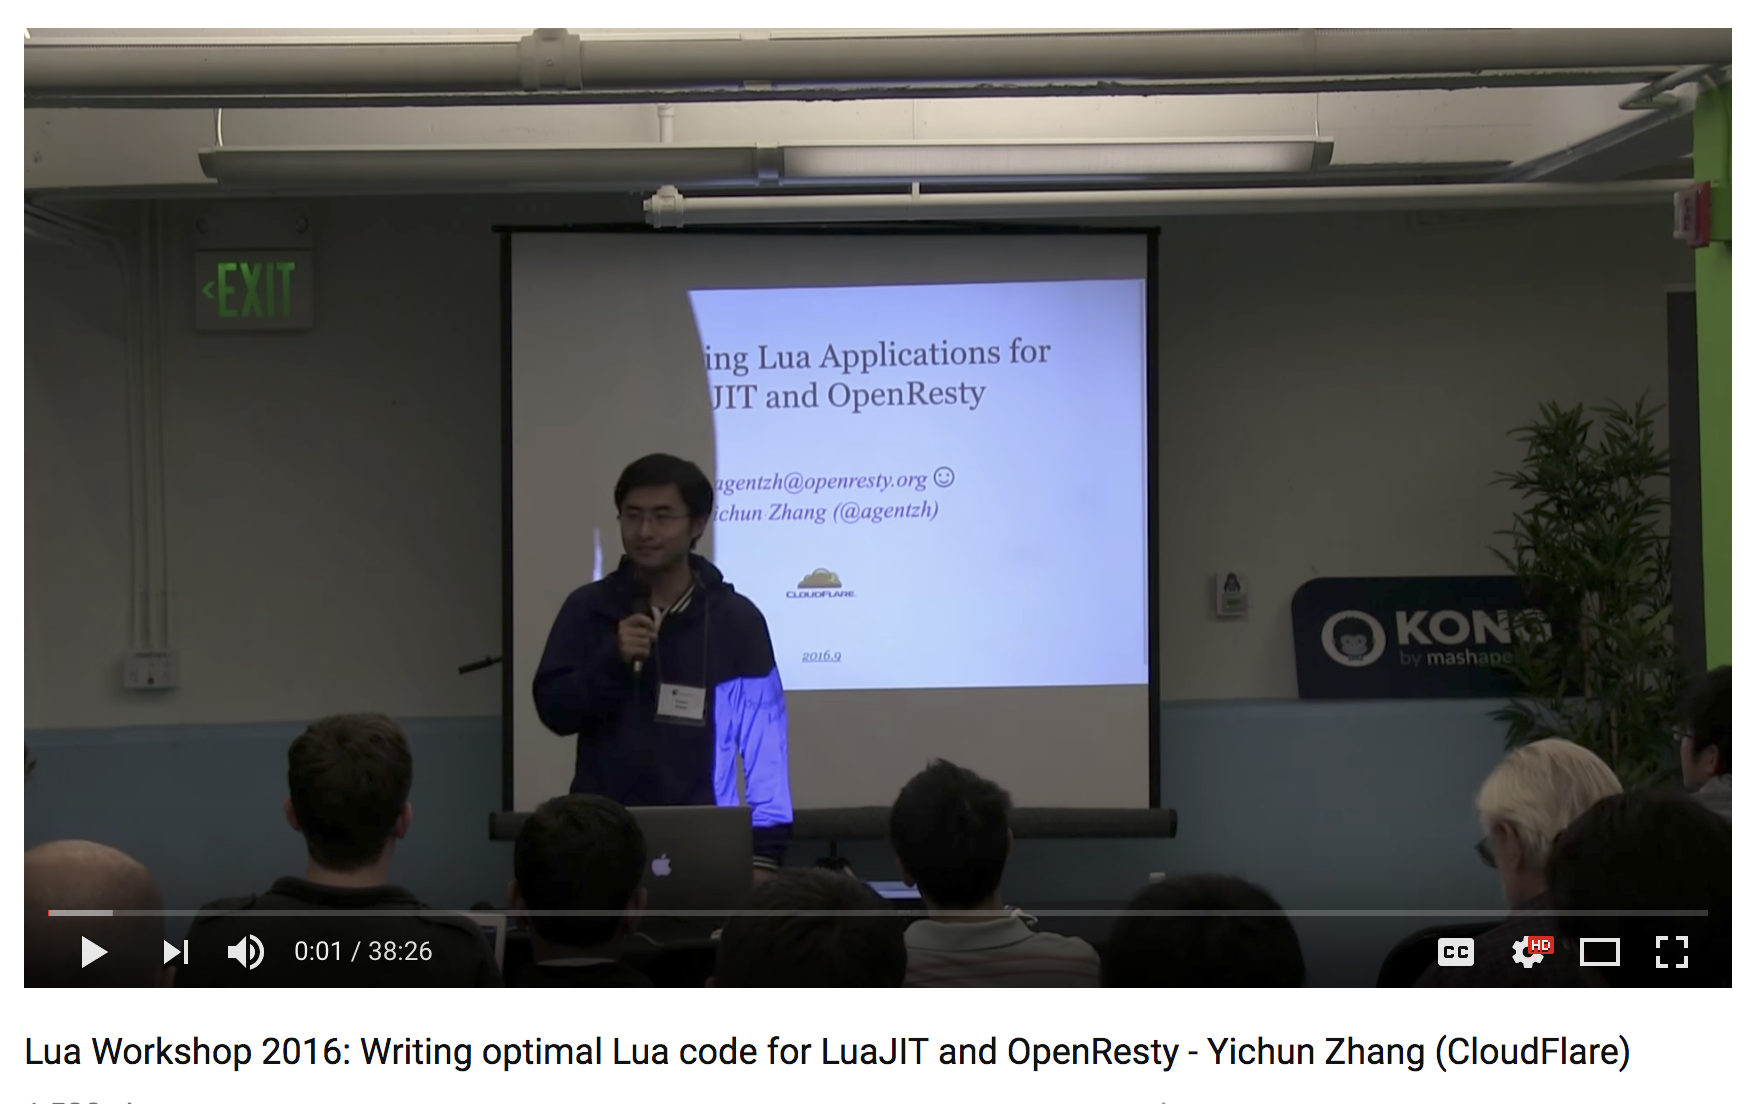 <EXIT
ing Lua Applications for
JIT and OpenResty
agentzh@openresty.org ☺
ichun Zhang (@agentzh)
CLOUDFLARE
2016.9
KONG
by mashape
0:01 / 38:26
CC
HD
Lua Workshop 2016: Writing optimal Lua code for LuaJIT and OpenResty - Yichun Zhang (CloudFlare)